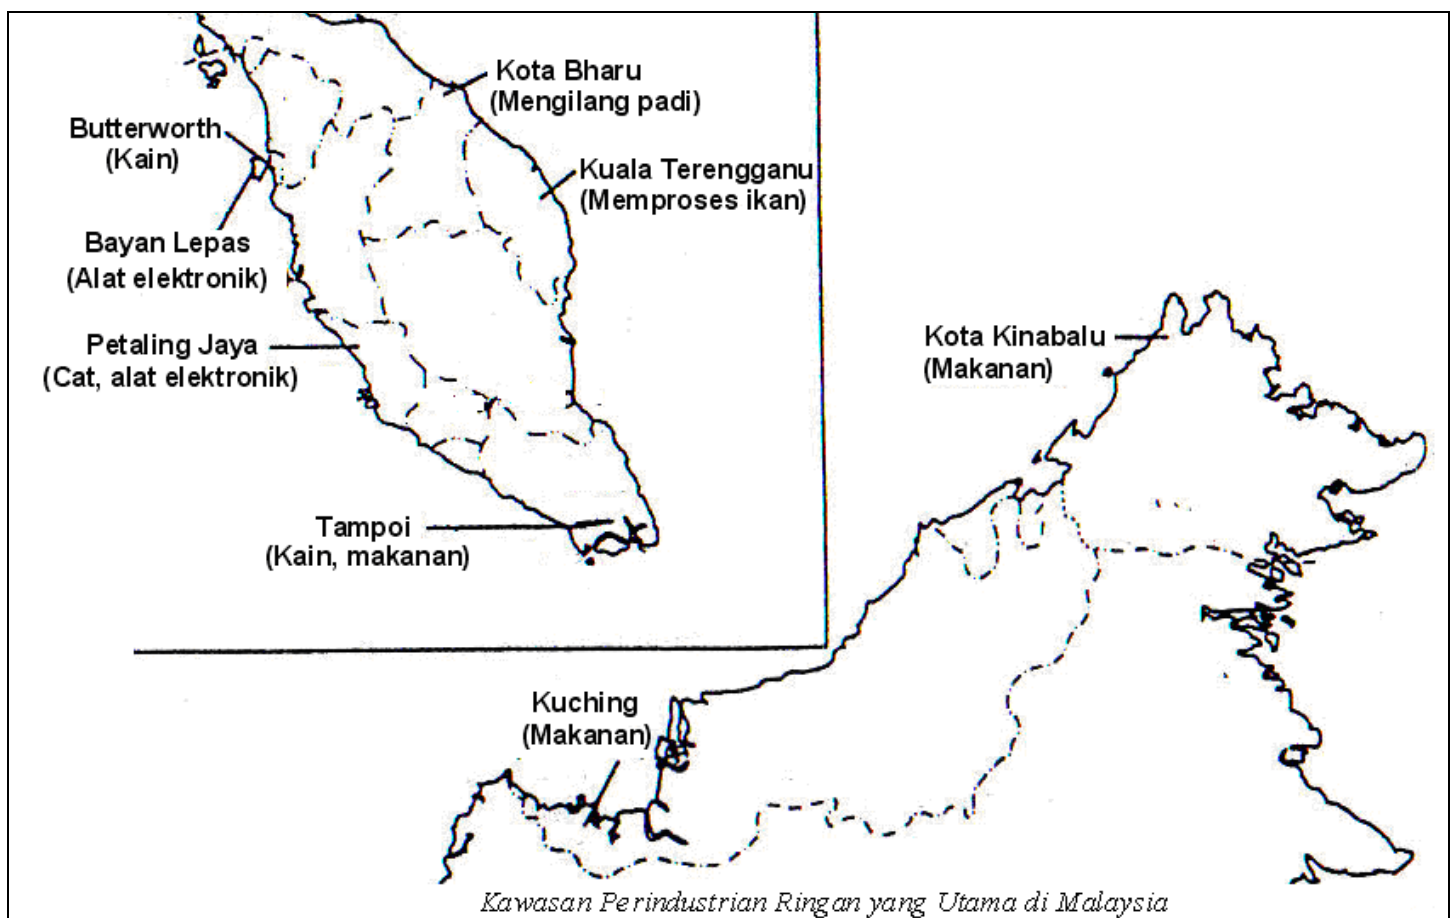 Kota Bharu
(Mengilang padi)
Butterworth
(Kain)
Kuala Terengganu
(Memproses ikan)
Bayan Lepas
(Alat elektronik)
Petaling Jaya
(Cat, alat elektronik)
Kota Kinabalu
(Makanan)
Tampoi
(Kain, makanan)
Kuching
(Makanan)
Kawasan Perindustrian Ringan yang Utama di Malaysia